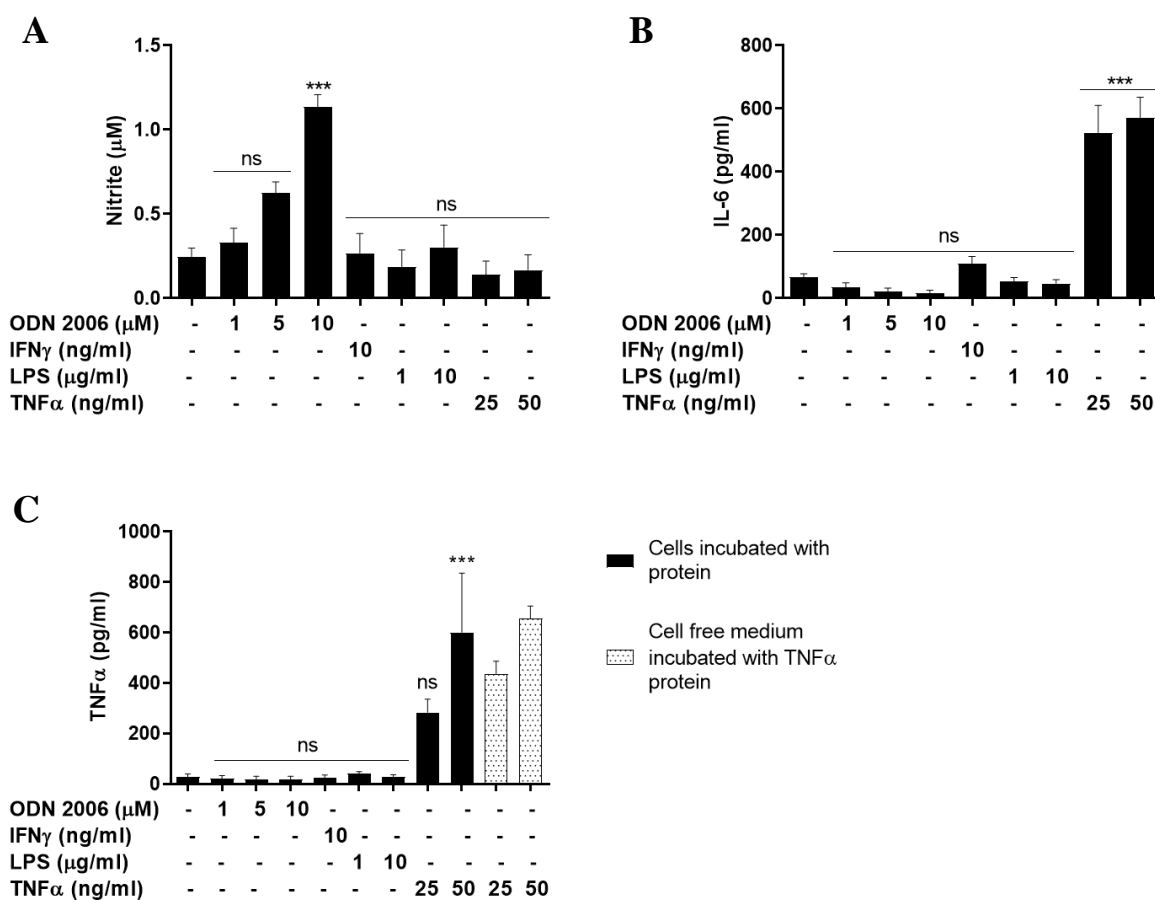 A
Nitrite (μM)
1.5
1.0
0.5
0.0
ns
***
ns
ODN 2006 (μM) - 1 5 10 - - - - -
IFNγ (ng/ml) - - - - 10 - - - -
LPS (μg/ml) - - - - - 1 10 - -
TNFα (ng/ml) - - - - - - - 25 50
B
IL-6 (pg/ml)
800
600
400
200
0
ns
***
ODN 2006 (μM) - 1 5 10 - - - - -
IFNγ (ng/ml) - - - - 10 - - - -
LPS (μg/ml) - - - - - 1 10 - -
TNFα (ng/ml) - - - - - - - 25 50
C
TNFα (pg/ml)
1000
800
600
400
200
0
ns
ns
***
ODN 2006 (μM) - 1 5 10 - - - - - - -
IFNγ (ng/ml) - - - - 10 - - - - - -
LPS (μg/ml) - - - - - 1 10 - - - -
TNFα (ng/ml) - - - - - - - 25 50 25 50
Cells incubated with
protein
Cell free medium
incubated with TNFα
protein